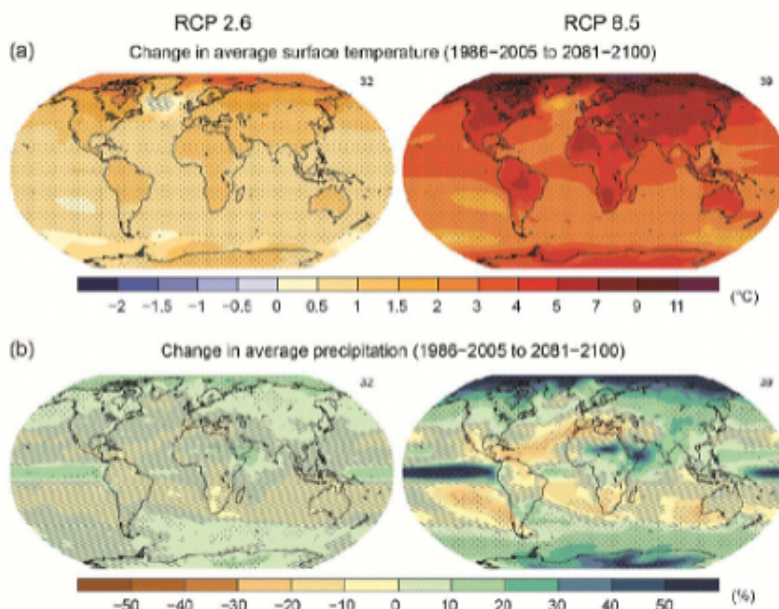 RCP 2.6 RCP 8.5
(a) Change in average surface temperature (1986−2005 to 2081−2100)
32 39
−2 −1.5 −1 −0.5 0 0.5 1 1.5 2 3 4 5 7 9 11 (°C)
(b) Change in average precipitation (1986−2005 to 2081−2100)
32 39
−50 −40 −30 −20 −10 0 10 20 30 40 50 (%)